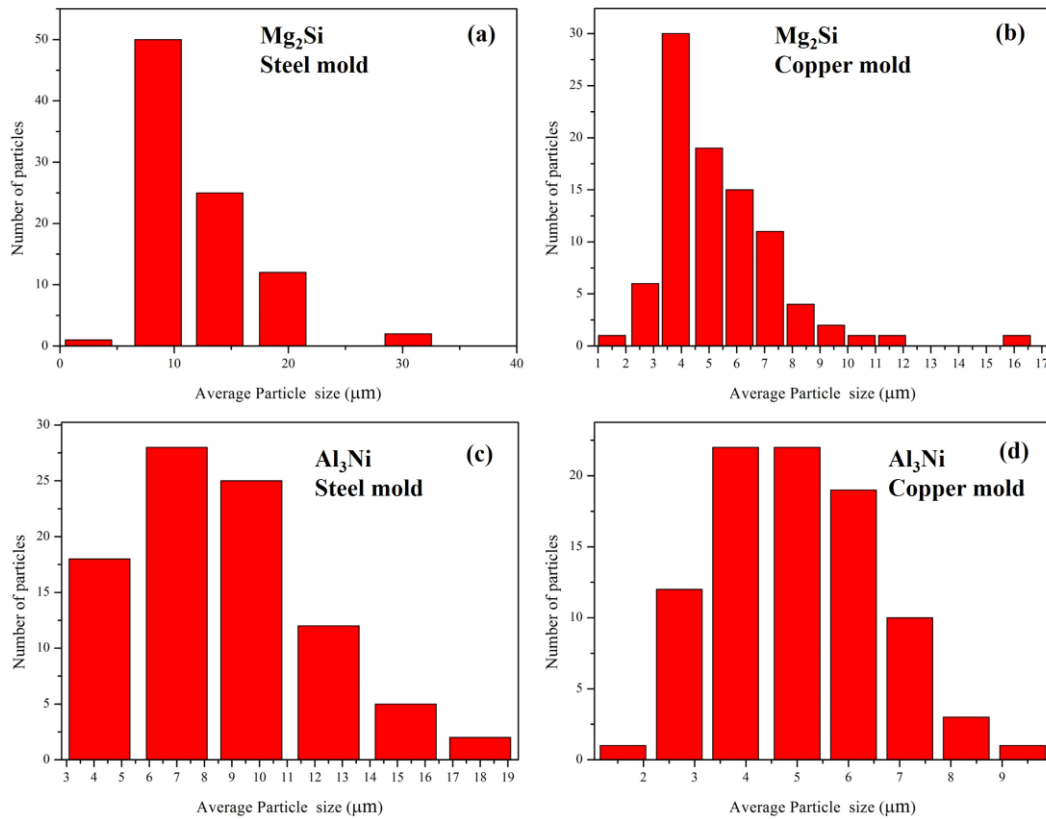 (a)
Mg₂Si
Steel mold
Number of particles
50
40
30
20
10
0
0 10 20 30 40
Average Particle size (μm)
(b)
Mg₂Si
Copper mold
Number of particles
30
25
20
15
10
5
0
1 2 3 4 5 6 7 8 9 10 11 12 13 14 15 16 17
Average Particle size (μm)
(c)
Al₃Ni
Steel mold
Number of particles
30
25
20
15
10
5
0
3 4 5 6 7 8 9 10 11 12 13 14 15 16 17 18 19
Average Particle size (μm)
(d)
Al₃Ni
Copper mold
Number of particles
20
15
10
5
0
2 3 4 5 6 7 8 9
Average Particle size (μm)